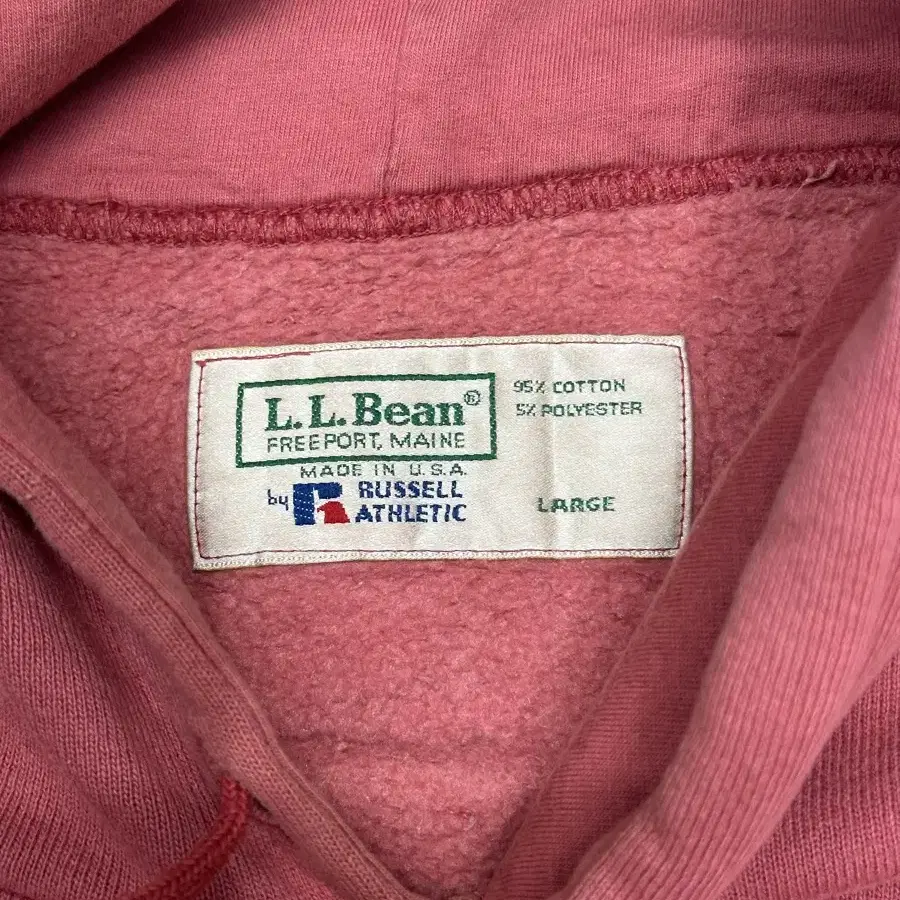 L.L.Bean®
FREEPORT, MAINE
MADE IN U.S.A.
by RUSSELL
ATHLETIC
95% COTTON
5% POLYESTER
LARGE